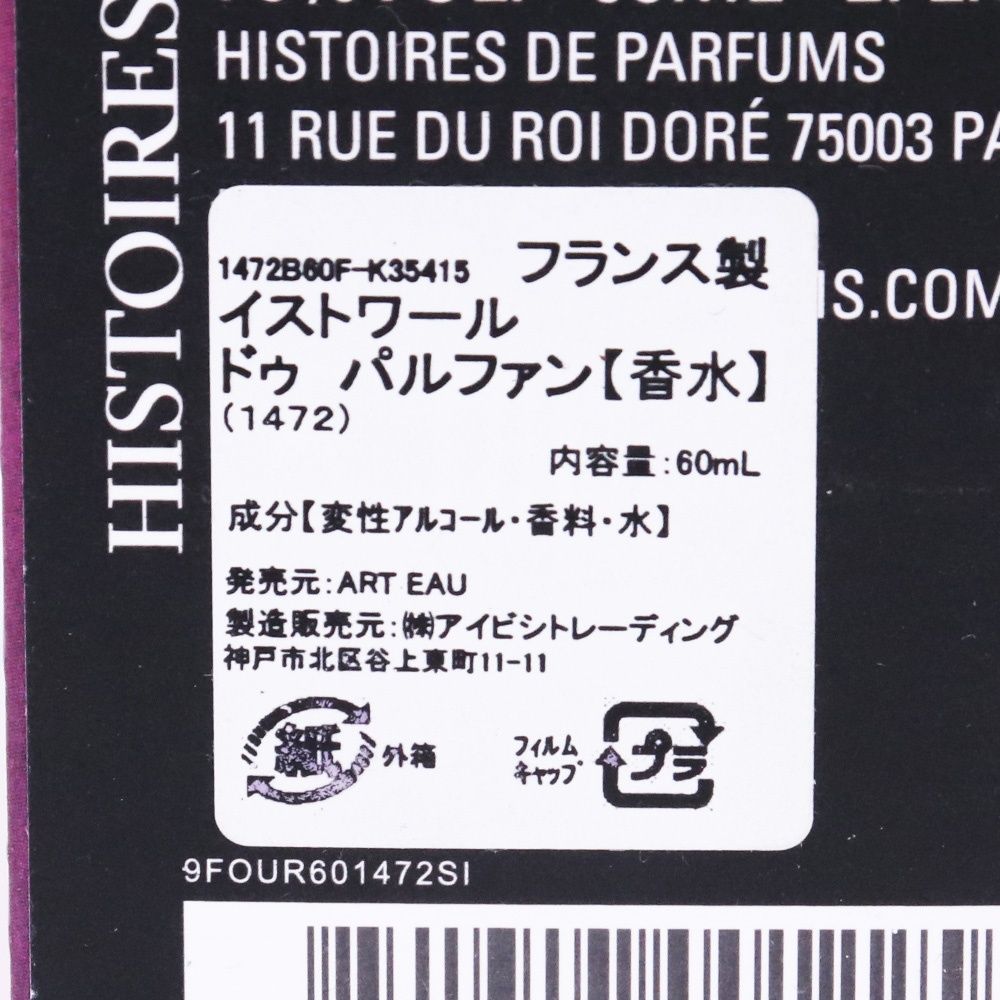 HISTOIRES
HISTOIRES DE PARFUMS
11 RUE DU ROI DORÉ 75003 PA
IS.COM
1472B60F-K35415 フランス製
イストワール
ドゥ パルファン【香水】
(1472)
内容量:60mL
成分【変性アルコール・香料・水】
発売元:ART EAU
製造販売元:㈱アイビシトレーディング
神戸市北区谷上東町11-11
紙 外箱
フィルム
キャップ
プラ
9FOUR601472SI